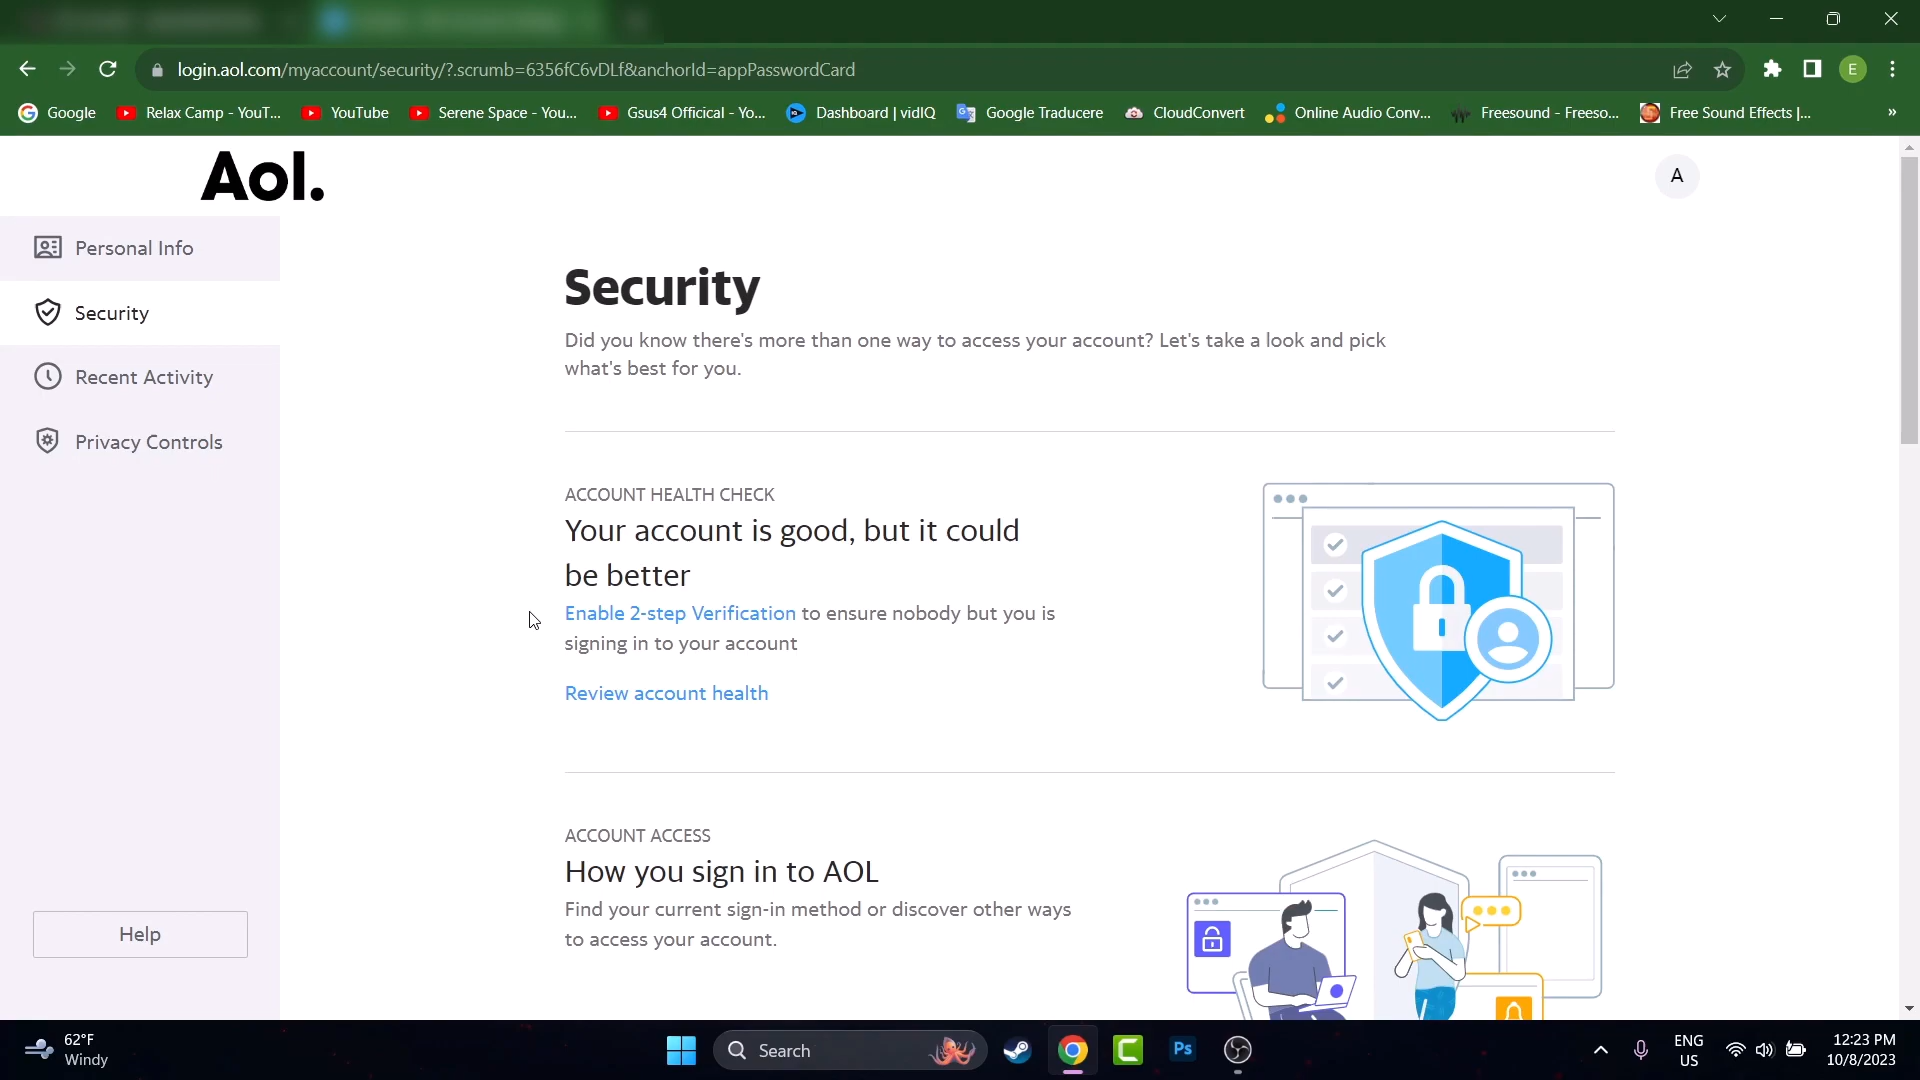 login.aol.com/myaccount/security/?.scrumb=6356fC6vDLf&anchorId=appPasswordCard
E
Google
Relax Camp - YouT...
YouTube
Serene Space - You...
Gsus4 Officical - Yo...
Dashboard | vidIQ
Google Traducere
CloudConvert
Online Audio Conv...
Freesound - Freeso...
Free Sound Effects |...
»
Aol.
A
Personal Info
Security
Recent Activity
Privacy Controls
Help
Security
Did you know there's more than one way to access your account? Let's take a look and pick
what's best for you.
ACCOUNT HEALTH CHECK
Your account is good, but it could
be better
Enable 2-step Verification to ensure nobody but you is
signing in to your account
Review account health
ACCOUNT ACCESS
How you sign in to AOL
Find your current sign-in method or discover other ways
to access your account.
62°F
Windy
Search
Ps
ENG
US
12:23 PM
10/8/2023